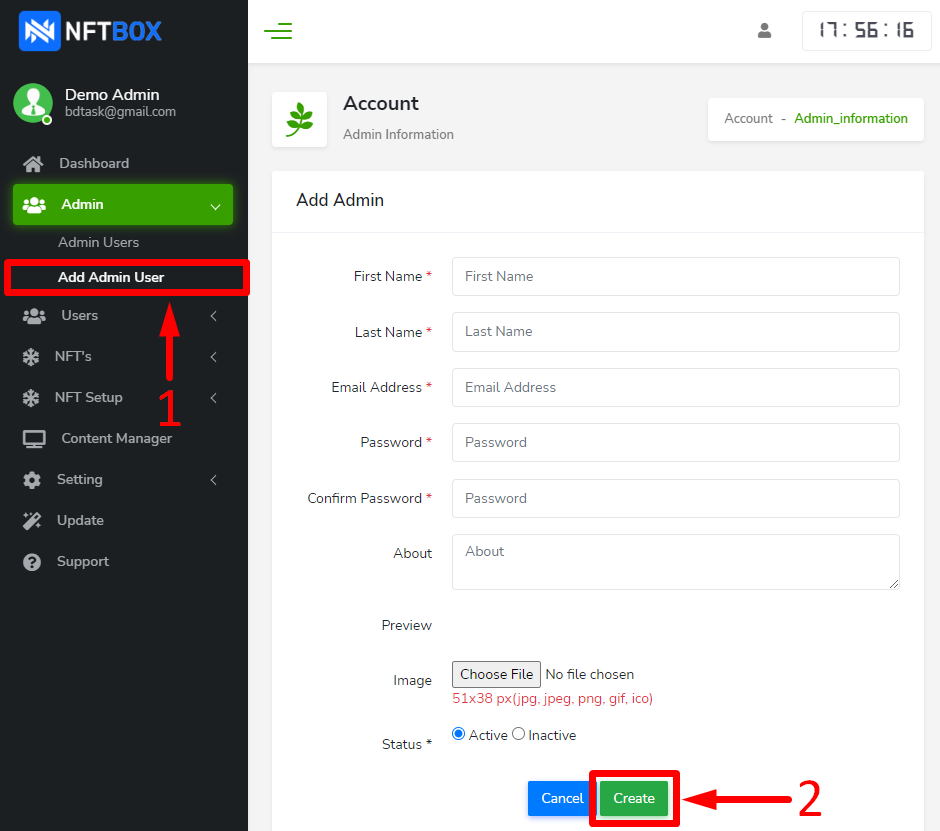 NFTBOX
17:56:16
Demo Admin
bdtask@gmail.com
Dashboard
Admin
Admin Users
Add Admin User
Users
NFT's
1
NFT Setup
Content Manager
Setting
Update
Support
Account
Admin Information
Account - Admin_information
Add Admin
First Name * First Name
Last Name * Last Name
Email Address * Email Address
Password * Password
Confirm Password * Password
About About
Preview
Image Choose File No file chosen
51x38 px(jpg, jpeg, png, gif, ico)
Status * Active Inactive
Cancel Create 2